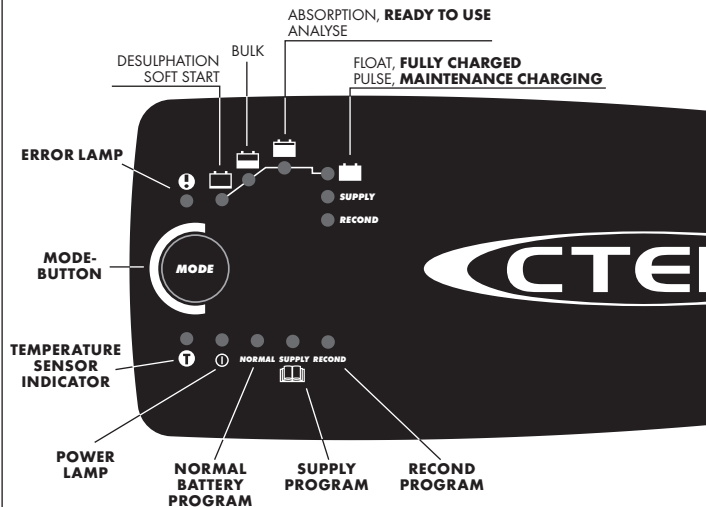 ABSORPTION, READY TO USE
ANALYSE
BULK
DESULPHATION
SOFT START
FLOAT, FULLY CHARGED
PULSE, MAINTENANCE CHARGING
ERROR LAMP
SUPPLY
RECOND
MODE-
BUTTON
MODE
CTE
TEMPERATURE
SENSOR
INDICATOR
T
NORMAL SUPPLY RECOND
POWER
LAMP
NORMAL
BATTERY
PROGRAM
SUPPLY
PROGRAM
RECOND
PROGRAM